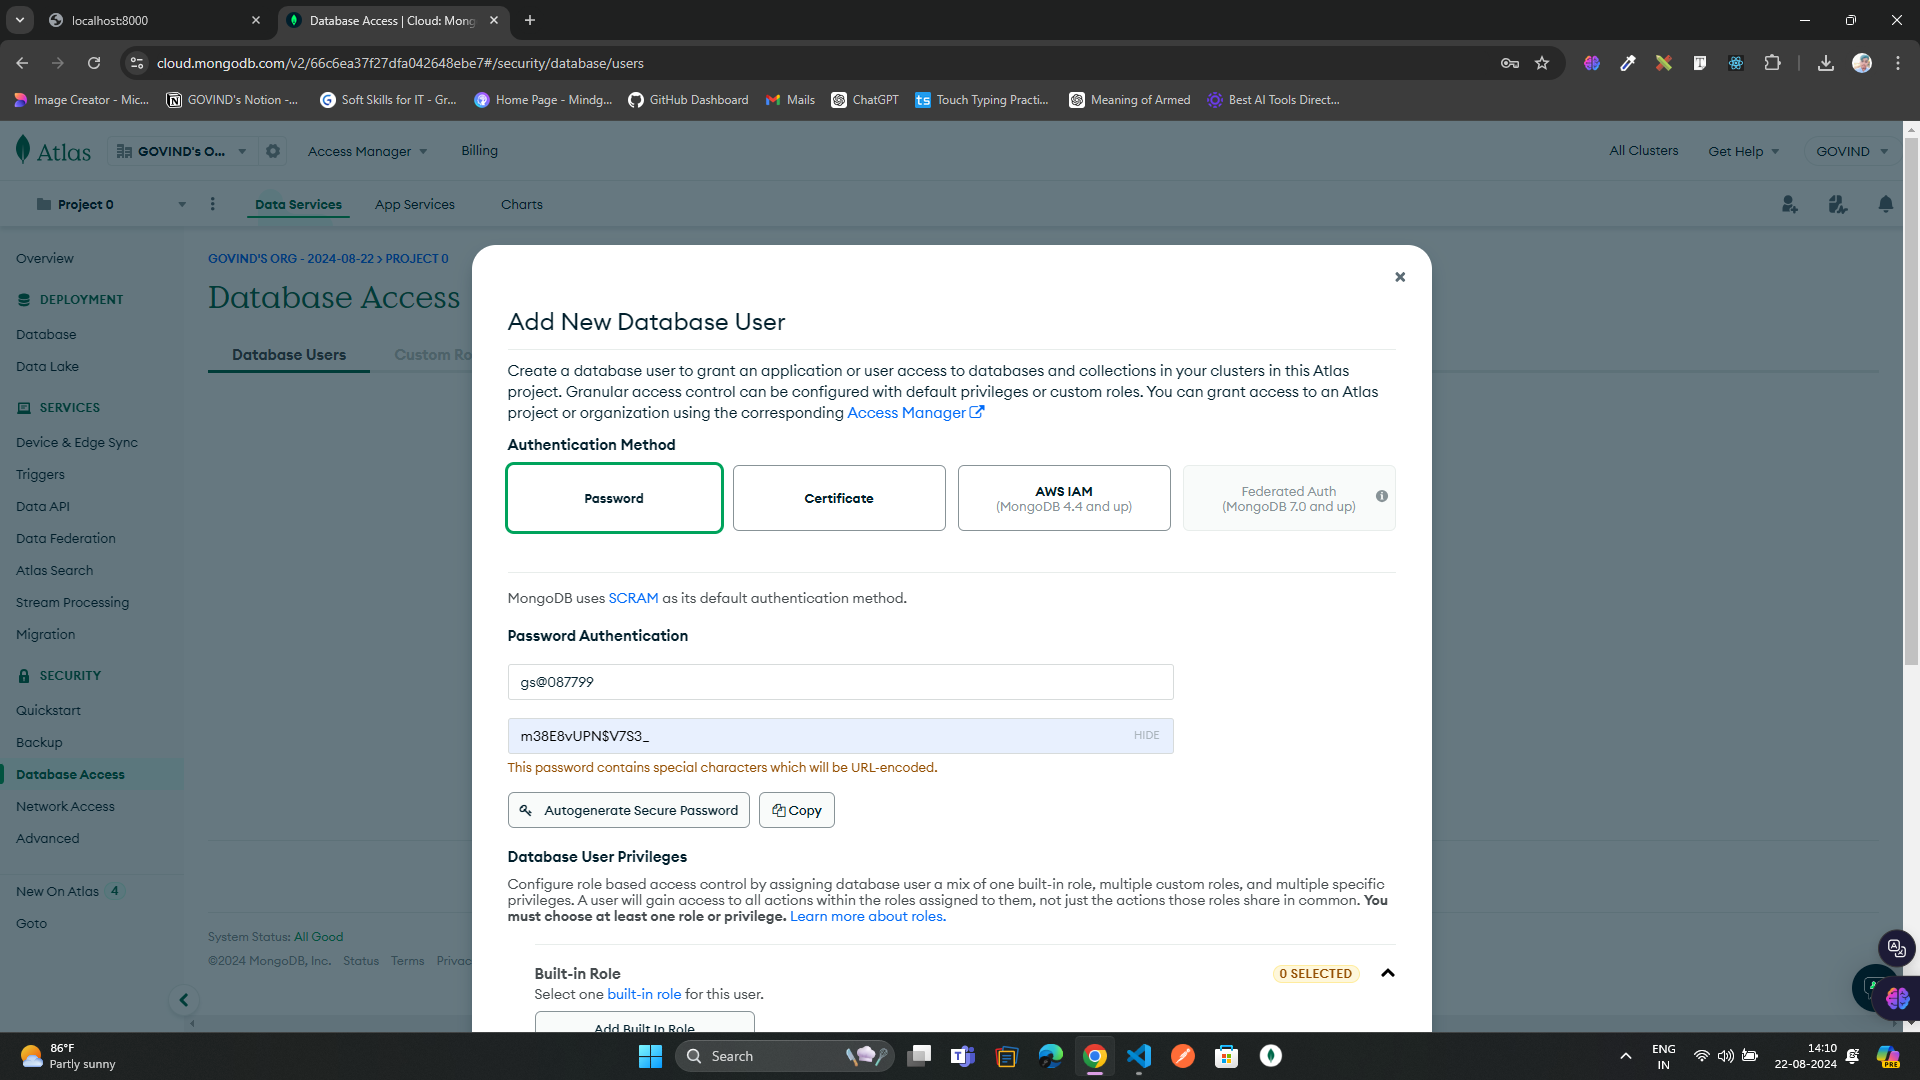 localhost:8000
Database Access | Cloud: Mong
cloud.mongodb.com/v2/66c6ea37f27dfa042648ebe7#/security/database/users
Image Creator - Mic...
GOVIND's Notion -...
Soft Skills for IT - Gr...
Home Page - Mindg...
GitHub Dashboard
Mails
ChatGPT
Touch Typing Practi...
Meaning of Armed
Best AI Tools Direct...
Atlas
GOVIND's O...
Access Manager
Billing
All Clusters
Get Help
GOVIND
Project 0
Data Services
App Services
Charts
Overview
DEPLOYMENT
Database
Data Lake
SERVICES
Device & Edge Sync
Triggers
Data API
Data Federation
Atlas Search
Stream Processing
Migration
SECURITY
Quickstart
Backup
Database Access
Network Access
Advanced
New On Atlas 4
Goto
GOVIND'S ORG - 2024-08-22 > PROJECT 0
Database Access
Database Users
Custom Ro
System Status: All Good
©2024 MongoDB, Inc. Status Terms Privac
Add New Database User
Create a database user to grant an application or user access to databases and collections in your clusters in this Atlas
project. Granular access control can be configured with default privileges or custom roles. You can grant access to an Atlas
project or organization using the corresponding Access Manager
Authentication Method
Password
Certificate
AWS IAM
(MongoDB 4.4 and up)
Federated Auth
(MongoDB 7.0 and up)
MongoDB uses SCRAM as its default authentication method.
Password Authentication
gs@087799
m38E8vUPN$V7S3_
HIDE
This password contains special characters which will be URL-encoded.
Autogenerate Secure Password
Copy
Database User Privileges
Configure role based access control by assigning database user a mix of one built-in role, multiple custom roles, and multiple specific
privileges. A user will gain access to all actions within the roles assigned to them, not just the actions those roles share in common. You
must choose at least one role or privilege. Learn more about roles.
Built-in Role
0 SELECTED
Select one built-in role for this user.
Add Built In Role
86°F
Partly sunny
Search
ENG
IN
14:10
22-08-2024